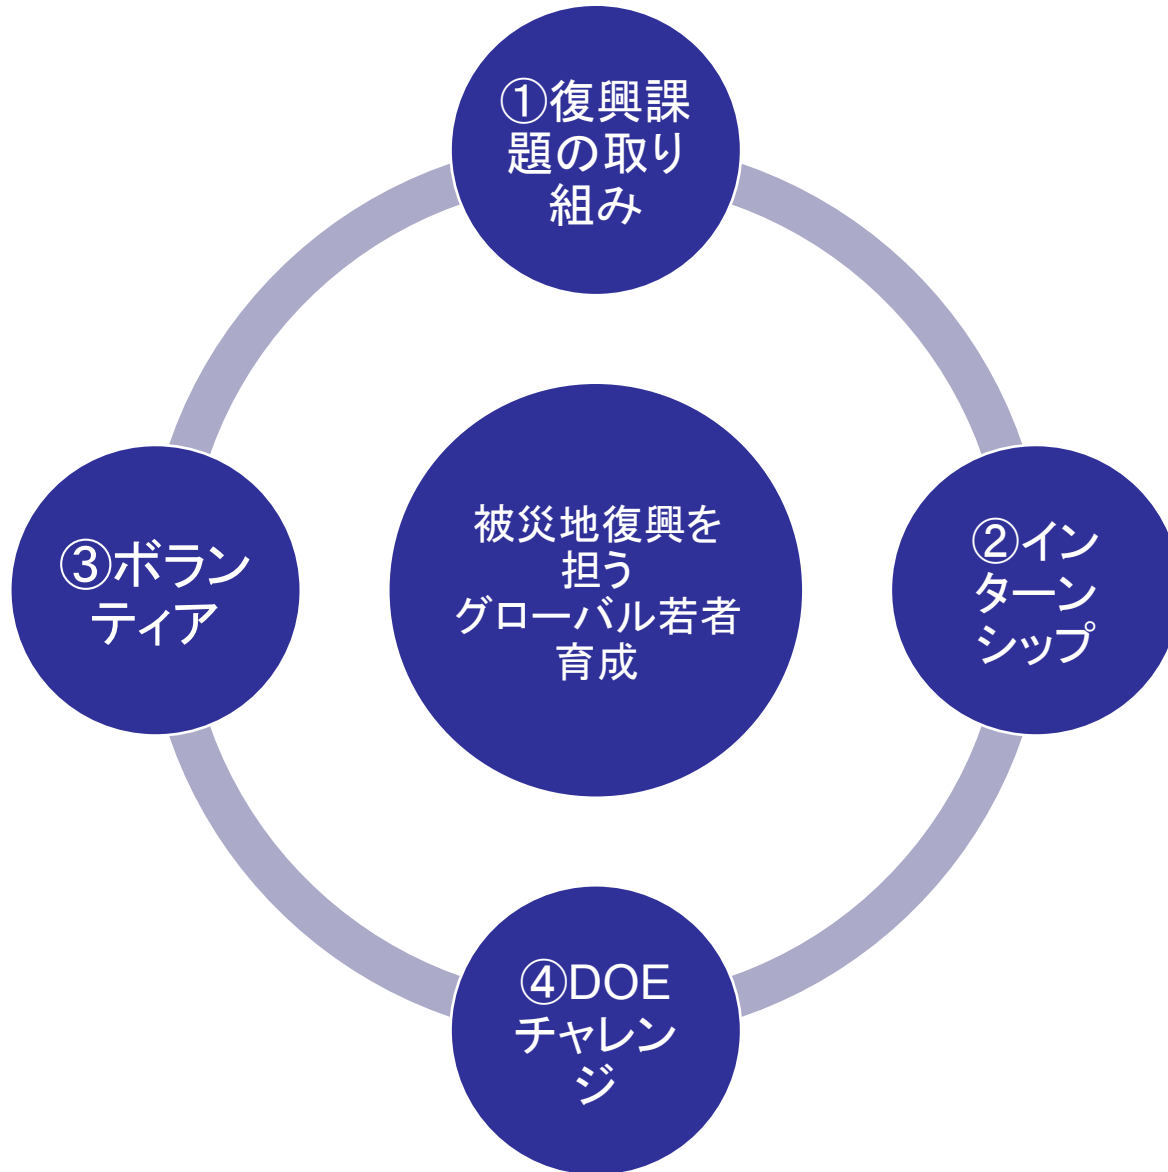 ①復興課
題の取り
組み
被災地復興を
担う
グローバル若者
育成
②イン
ターン
シップ
③ボラン
ティア
④DOE
チャレン
ジ